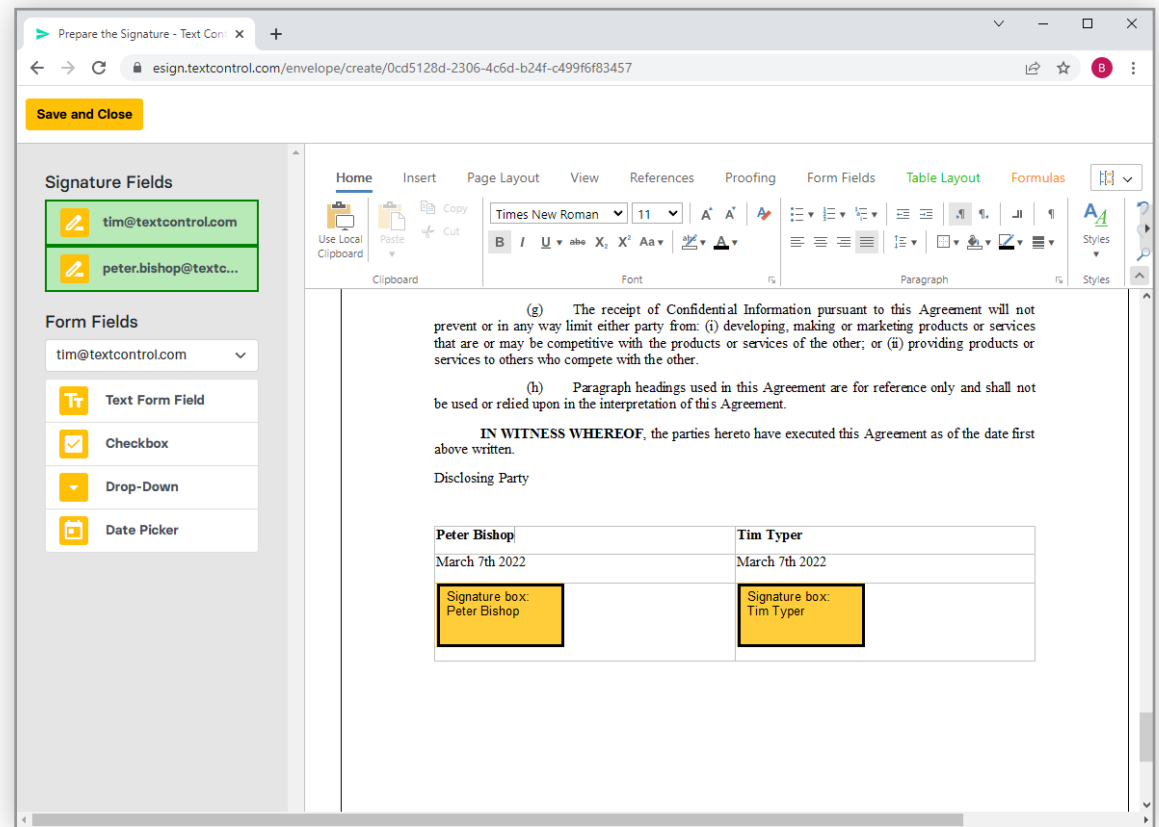 Prepare the Signature - Text Cont
esign.textcontrol.com/envelope/create/0cd5128d-2306-4c6d-b24f-c499f6f83457
B
Save and Close
Signature Fields
tim@textcontrol.com
peter.bishop@textc...
Form Fields
tim@textcontrol.com
Text Form Field
Checkbox
Drop-Down
Date Picker
Home Insert Page Layout View References Proofing Form Fields Table Layout Formulas
Use Local Clipboard
Paste
Copy
Cut
Clipboard
Times New Roman 11
B I U abc X₂ X² Aa A
Font
Paragraph
Styles
Styles
(g) The receipt of Confidential Information pursuant to this Agreement will not
prevent or in any way limit either party from: (i) developing, making or marketing products or services
that are or may be competitive with the products or services of the other; or (ii) providing products or
services to others who compete with the other.
(h) Paragraph headings used in this Agreement are for reference only and shall not
be used or relied upon in the interpretation of this Agreement.
IN WITNESS WHEREOF, the parties hereto have executed this Agreement as of the date first
above written.
Disclosing Party
Peter Bishop Tim Typer
March 7th 2022 March 7th 2022
Signature box: Signature box:
Peter Bishop Tim Typer